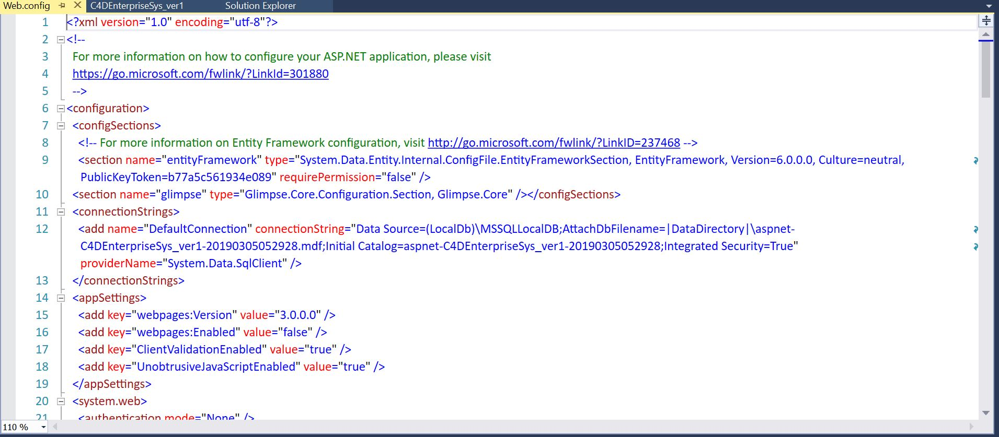 Web.config C4DEnterpriseSys_ver1 Solution Explorer
1 <?xml version="1.0" encoding="utf-8"?>
2 <!--
3 For more information on how to configure your ASP.NET application, please visit
4 https://go.microsoft.com/fwlink/?LinkId=301880
5 -->
6 <configuration>
7 <configSections>
8 <!-- For more information on Entity Framework configuration, visit http://go.microsoft.com/fwlink/?LinkID=237468 -->
9 <section name="entityFramework" type="System.Data.Entity.Internal.ConfigFile.EntityFrameworkSection, EntityFramework, Version=6.0.0.0, Culture=neutral,
PublicKeyToken=b77a5c561934e089" requirePermission="false" />
10 <section name="glimpse" type="Glimpse.Core.Configuration.Section, Glimpse.Core" /></configSections>
11 <connectionStrings>
12 <add name="DefaultConnection" connectionString="Data Source=(LocalDb)\MSSQLLocalDB;AttachDbFilename=|DataDirectory|\aspnet-
C4DEnterpriseSys_ver1-20190305052928.mdf;Initial Catalog=aspnet-C4DEnterpriseSys_ver1-20190305052928;Integrated Security=True"
providerName="System.Data.SqlClient" />
13 </connectionStrings>
14 <appSettings>
15 <add key="webpages:Version" value="3.0.0.0" />
16 <add key="webpages:Enabled" value="false" />
17 <add key="ClientValidationEnabled" value="true" />
18 <add key="UnobtrusiveJavaScriptEnabled" value="true" />
19 </appSettings>
20 <system.web>
21 <authentication mode="None" />
110 %